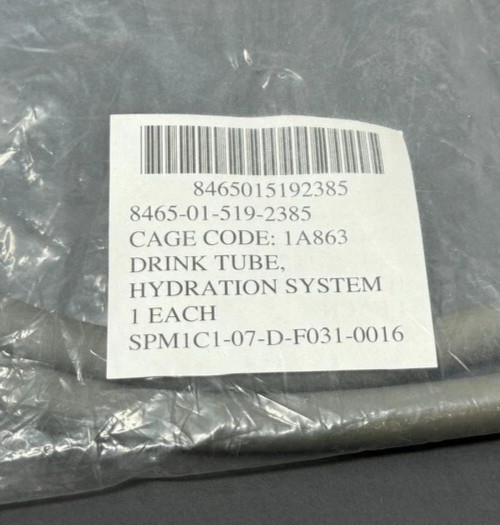 8465015192385
8465-01-519-2385
CAGE CODE: 1A863
DRINK TUBE,
HYDRATION SYSTEM
1 EACH
SPM1C1-07-D-F031-0016